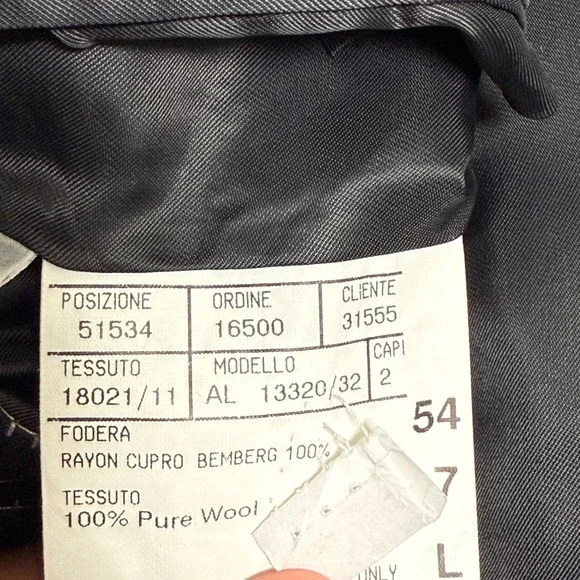 POSIZIONE ORDINE CLIENTE
51534 16500 31555
TESSUTO MODELLO CAPI
18021/11 AL 13320/32 2
54
FODERA
RAYON CUPRO BEMBERG 100%
7
TESSUTO
100% Pure Wool
ONLY
L